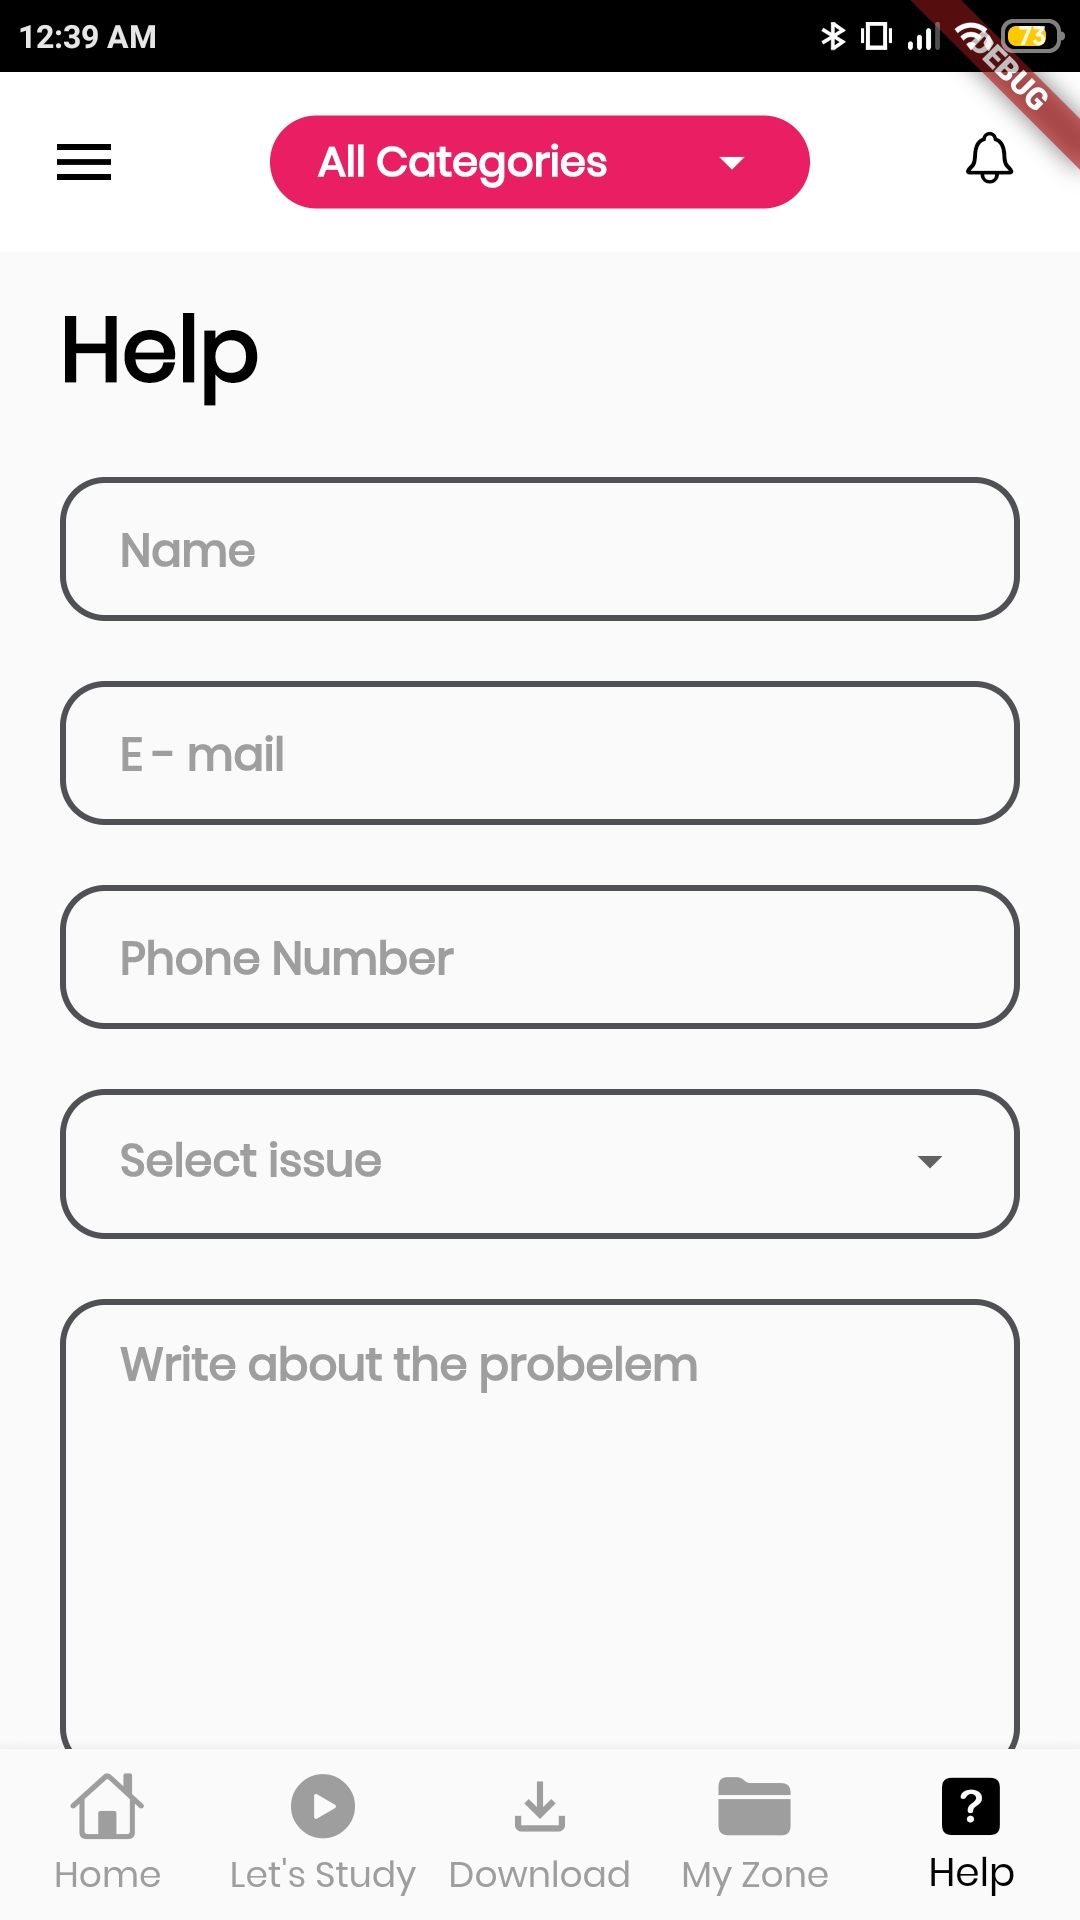 12:39 AM 73
DEBUG
All Categories
Help
Name
E - mail
Phone Number
Select issue
Write about the probelem
Home Let's Study Download My Zone Help